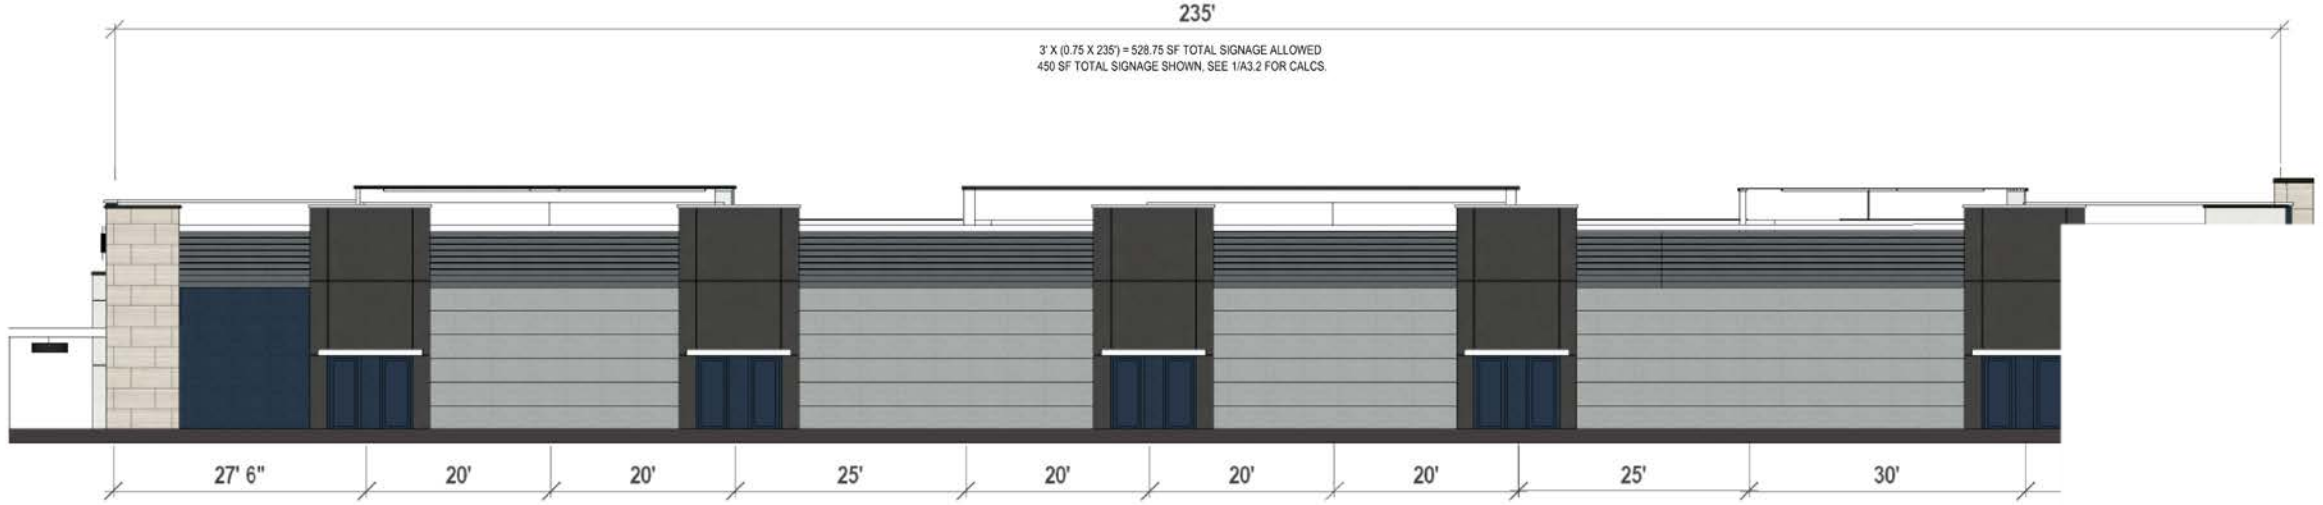 235'
3' X (0.75 X 235') = 528.75 SF TOTAL SIGNAGE ALLOWED
450 SF TOTAL SIGNAGE SHOWN, SEE 1/A3.2 FOR CALCS.
27' 6" 20' 20' 25' 20' 20' 20' 25' 30'